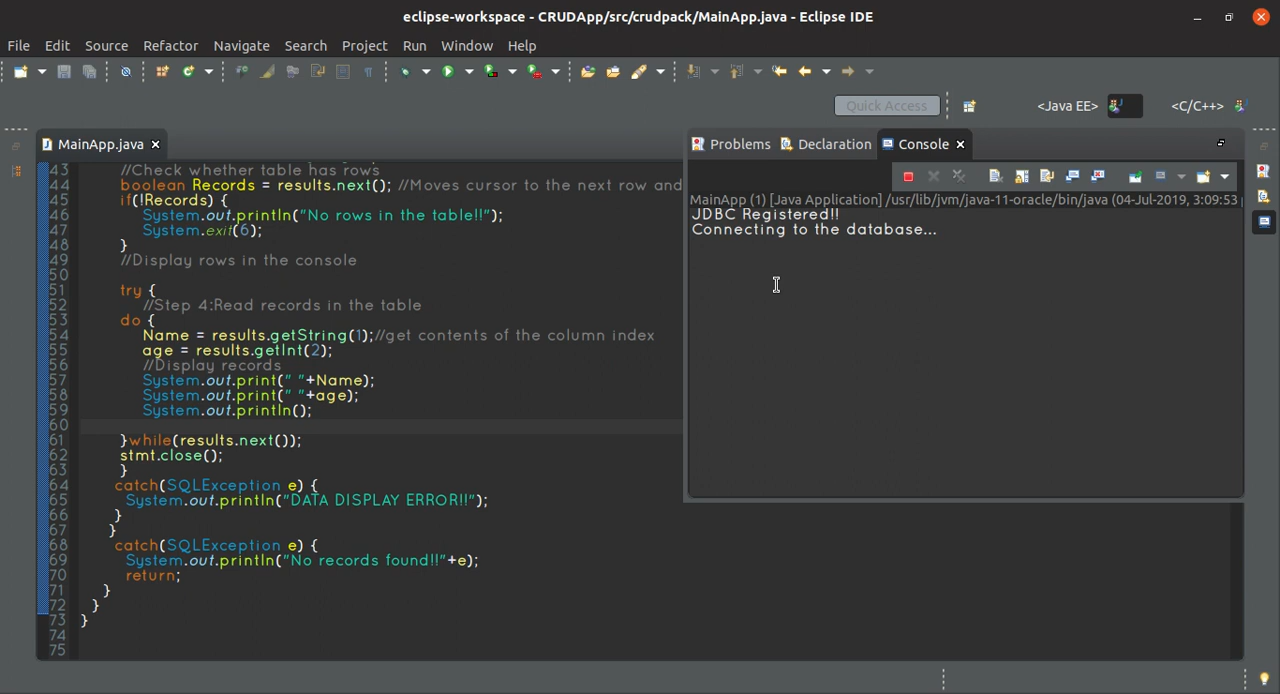 eclipse-workspace - CRUDApp/src/crudpack/MainApp.java - Eclipse IDE
File Edit Source Refactor Navigate Search Project Run Window Help
Quick Access
<Java EE>
<C/C++>
MainApp.java
43 //Check whether table has rows
44 boolean Records = results.next(); //Moves cursor to the next row and
45 if(!Records) {
46 System.out.println("No rows in the table!!");
47 System.exit(6);
48 }
49 //Display rows in the console
50
51 try {
52 //Step 4:Read records in the table
53 do {
54 Name = results.getString(1);//get contents of the column index
55 age = results.getInt(2);
56 //Display records
57 System.out.print(" "+Name);
58 System.out.print(" "+age);
59 System.out.println();
60
61 }while(results.next());
62 stmt.close();
63 }
64 catch(SQLException e) {
65 System.out.println("DATA DISPLAY ERROR!!");
66 }
67 }
68 catch(SQLException e) {
69 System.out.println("No records found!!"+e);
70 return;
71 }
72 }
73 }
74
75
Problems Declaration Console
MainApp (1) [Java Application] /usr/lib/jvm/java-11-oracle/bin/java (04-Jul-2019, 3:09:53
JDBC Registered!!
Connecting to the database...